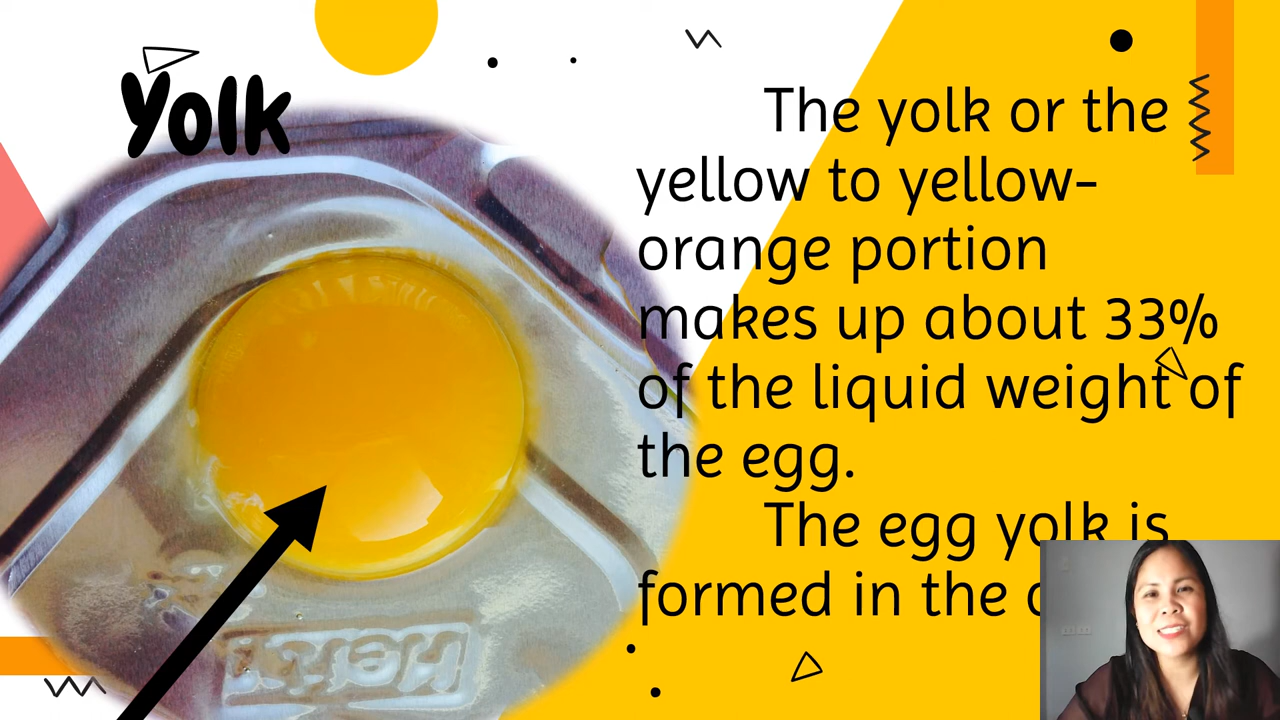 Yolk
The yolk or the
yellow to yellow-
orange portion
makes up about 33%
of the liquid weight of
the egg.
The egg yolk is
formed in the